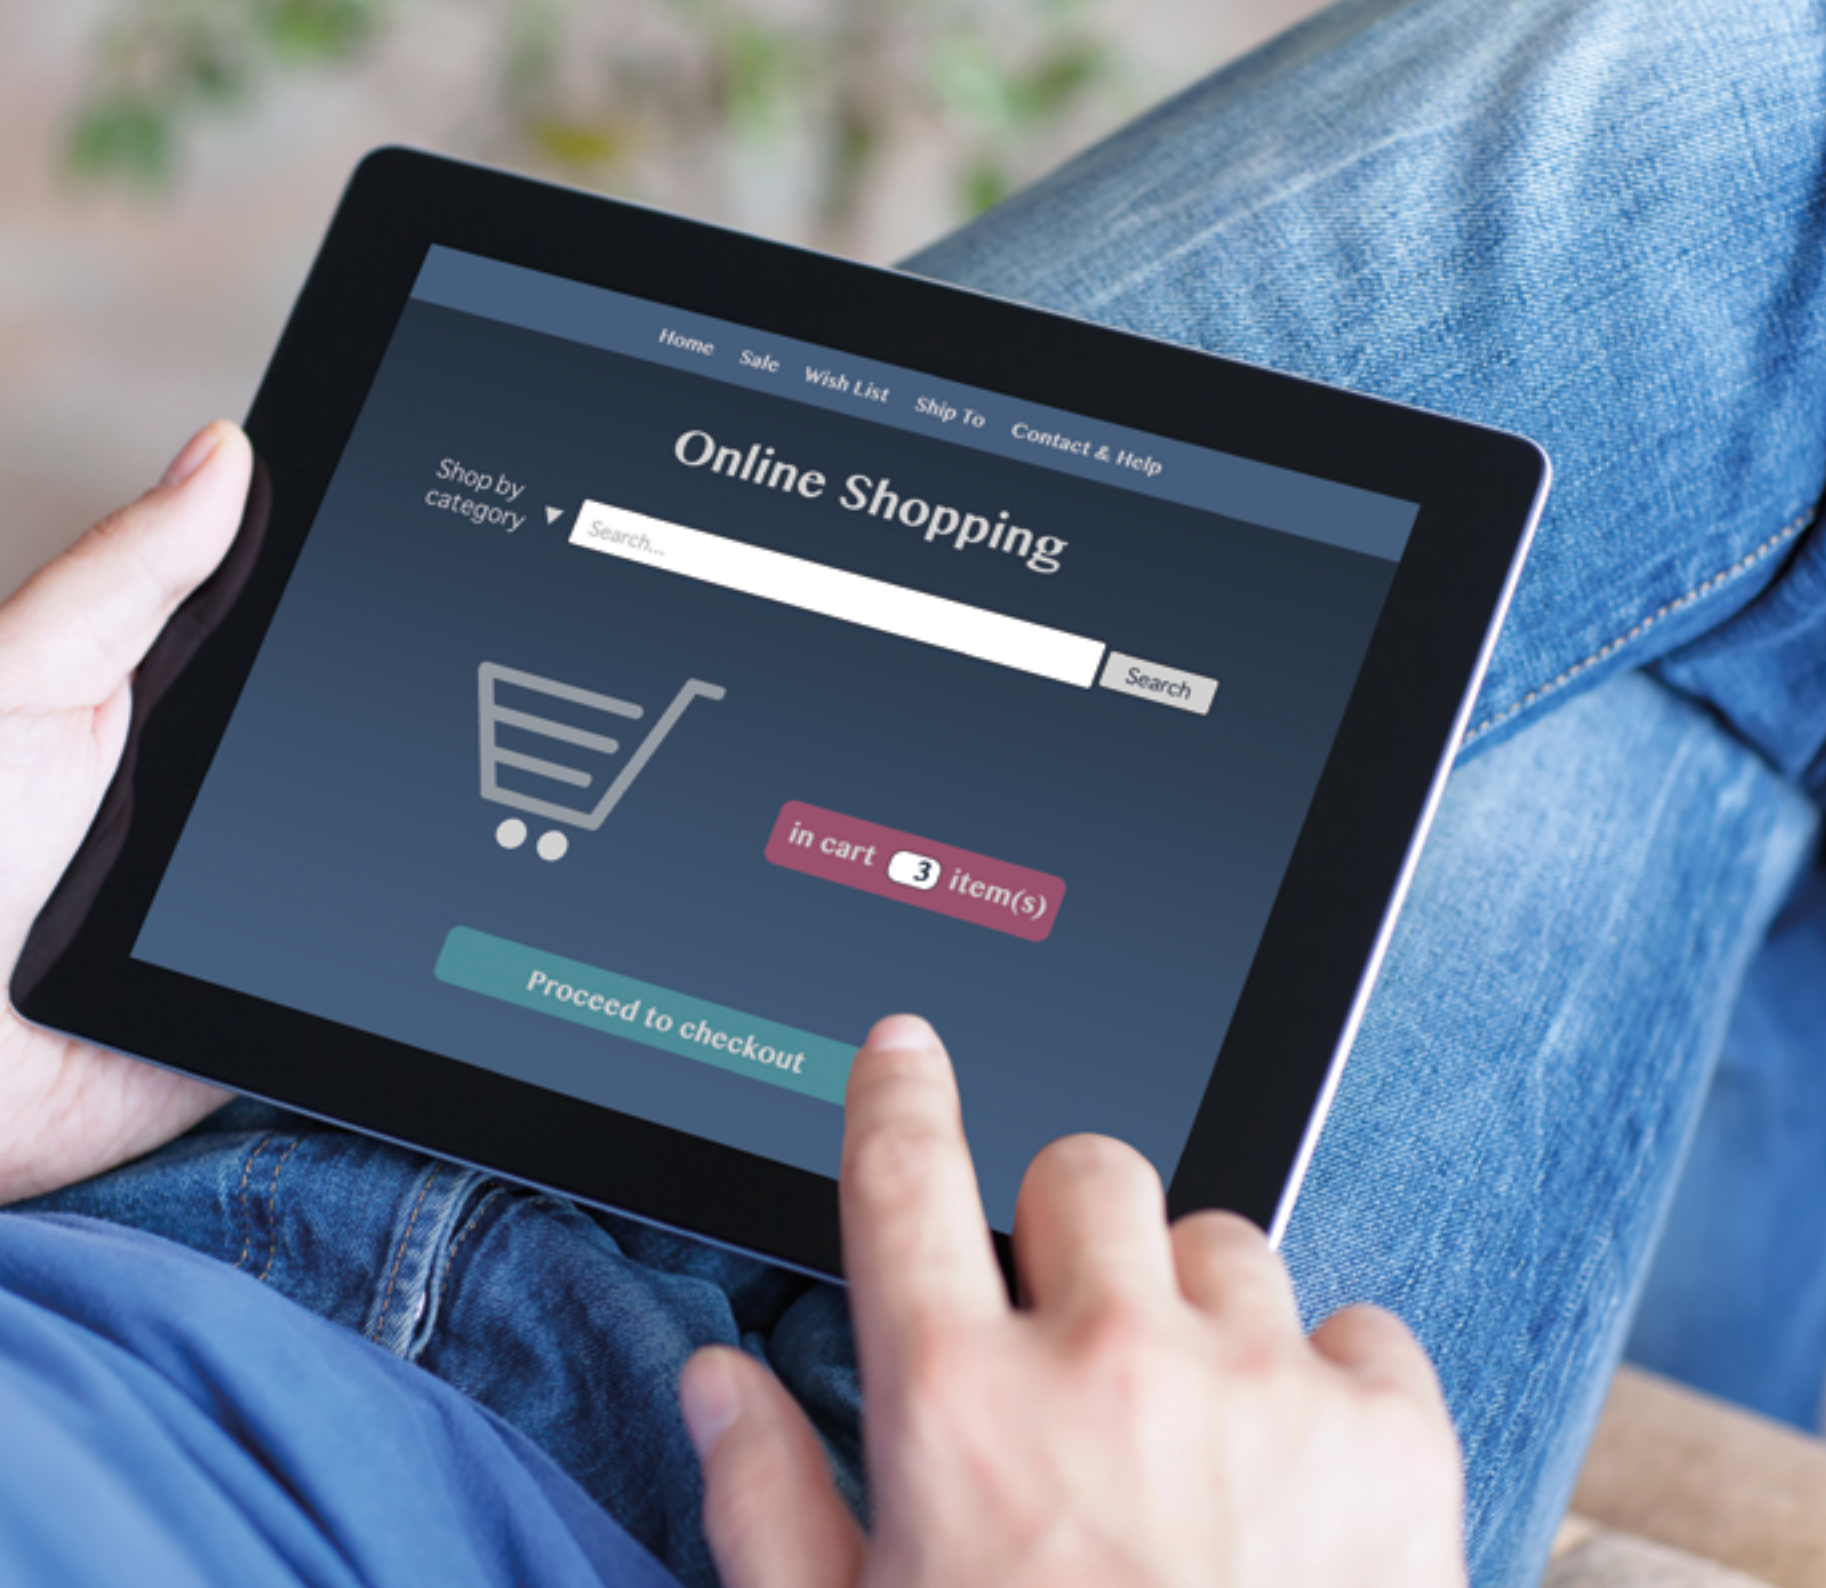 Home Sale Wish List Ship To Contact & Help
Online Shopping
Shop by
category ▼
Search...
Search
in cart 3 item(s)
Proceed to checkout